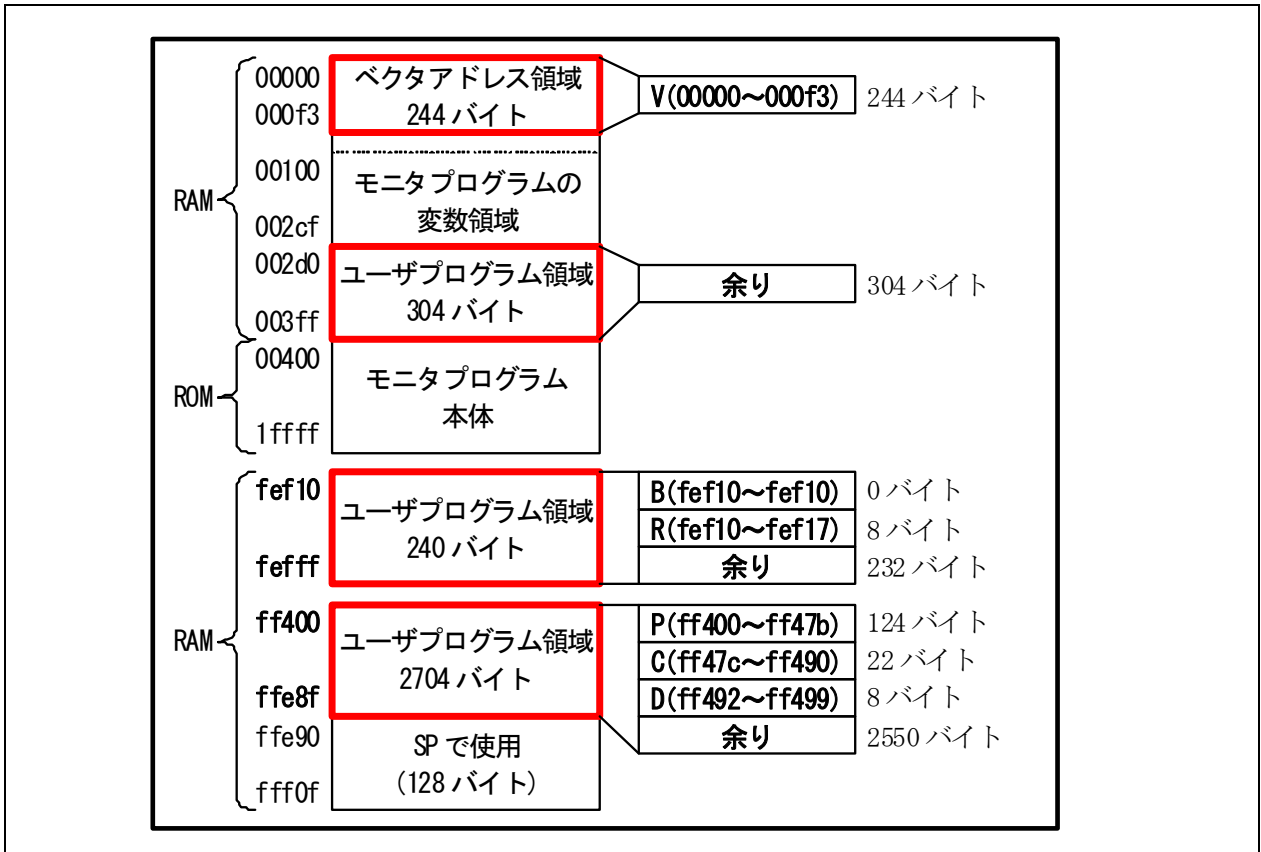 00000
000f3
ベクタアドレス領域
244 バイト
V(00000～000f3)
244 バイト
RAM
00100
002cf
モニタプログラムの
変数領域
002d0
003ff
ユーザプログラム領域
304 バイト
余り
304 バイト
ROM
00400
1ffff
モニタプログラム
本体
RAM
fef10
fefff
ユーザプログラム領域
240 バイト
B(fef10～fef10)
0 バイト
R(fef10～fef17)
8 バイト
余り
232 バイト
ff400
ffe8f
ユーザプログラム領域
2704 バイト
P(ff400～ff47b)
124 バイト
C(ff47c～ff490)
22 バイト
D(ff492～ff499)
8 バイト
余り
2550 バイト
ffe90
fff0f
SP で使用
(128 バイト)